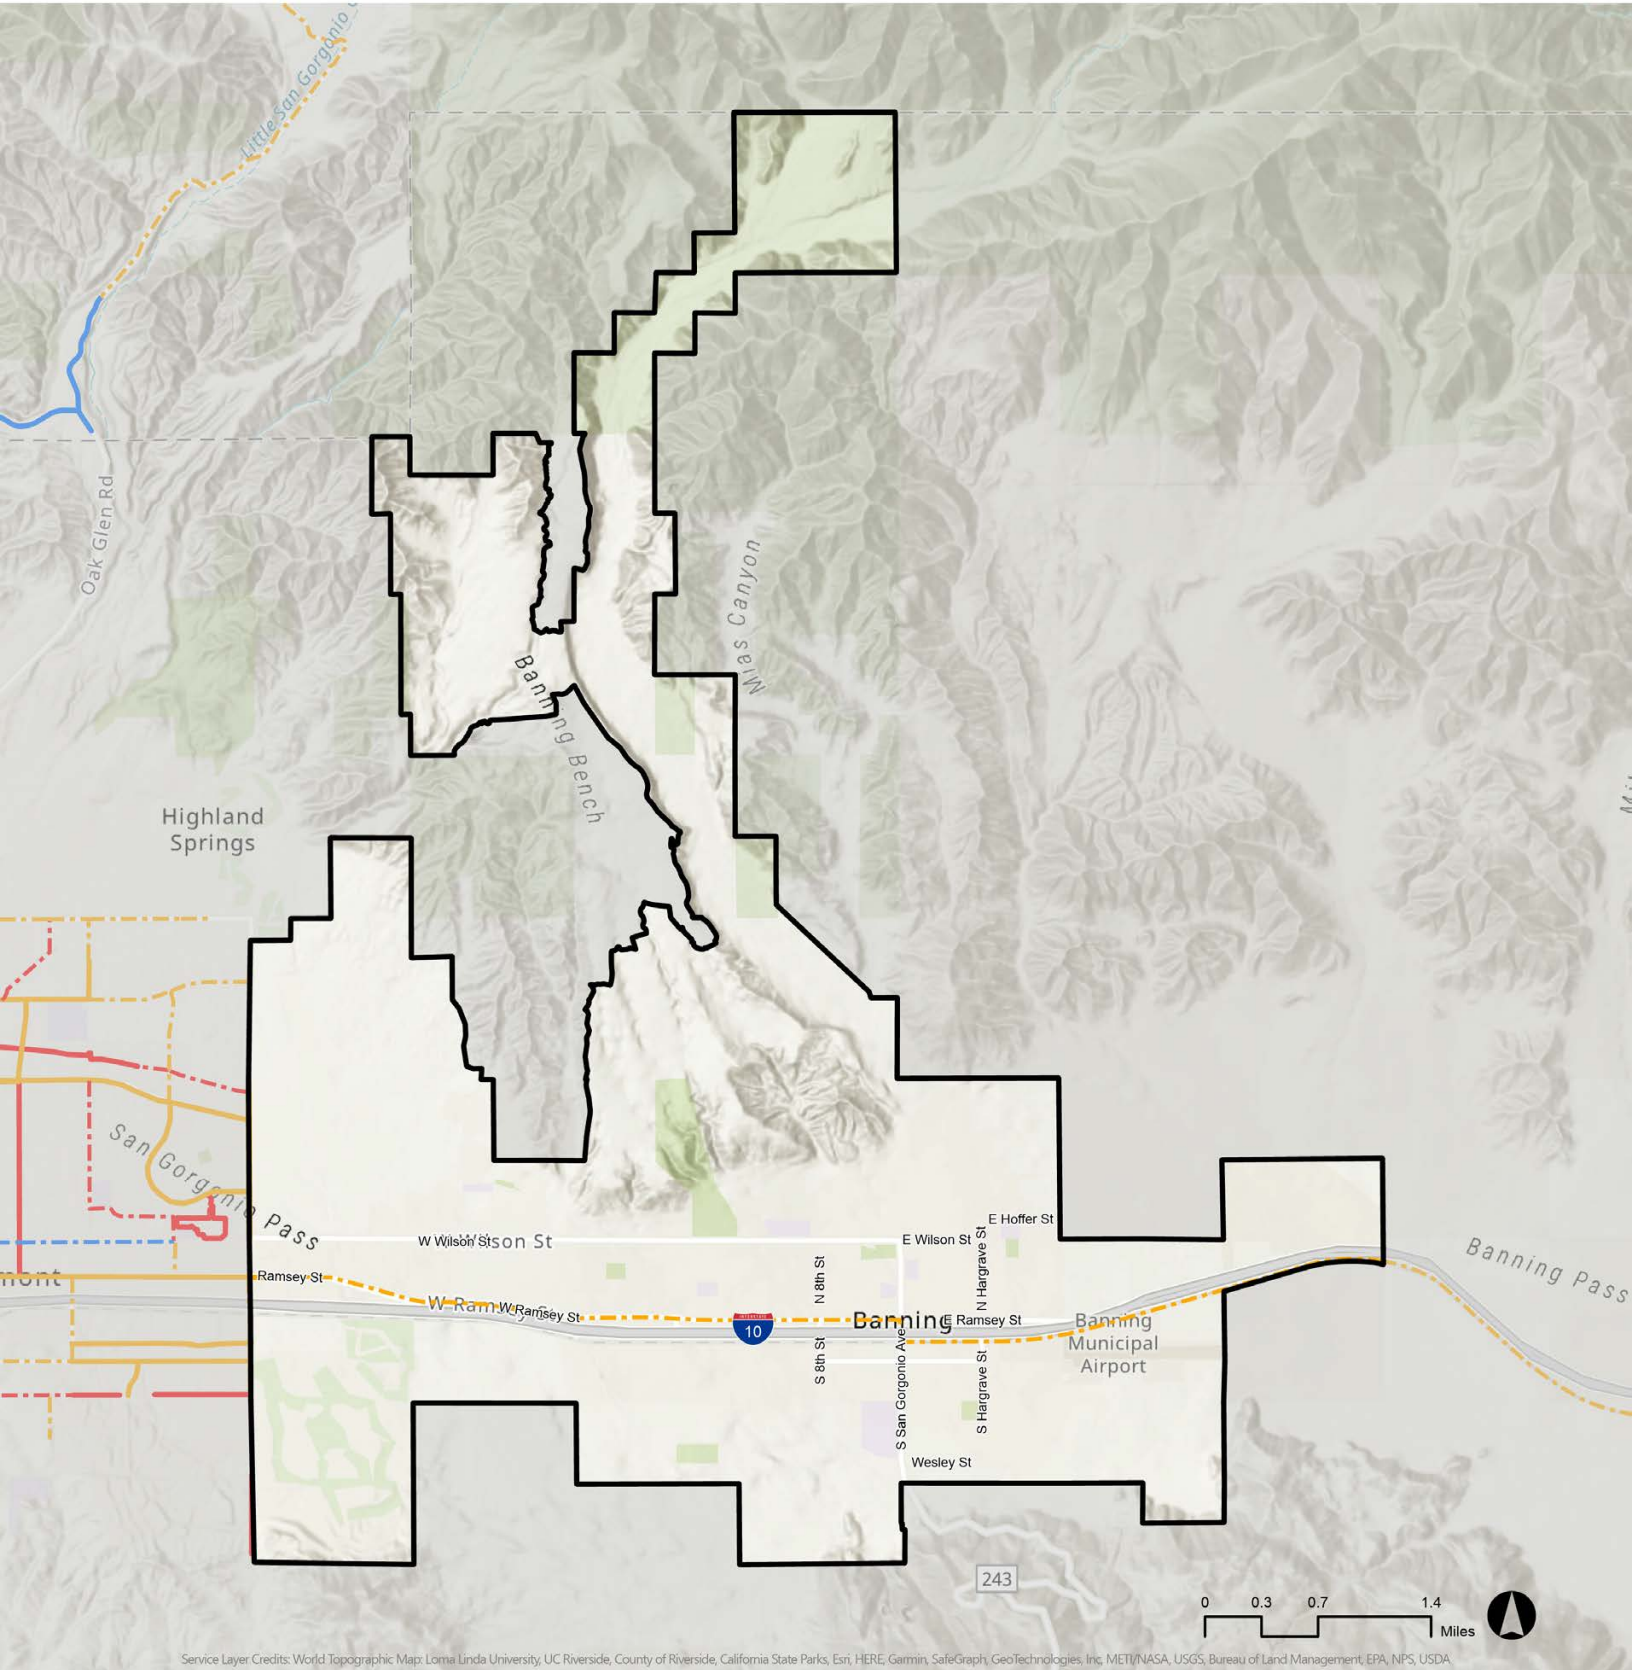 Little San Gorgonio
Oak Glen Rd
Mias Canyon
Banning Bench
Highland
Springs
San Gorgonio Pass
E Hoffer St
W Wilson St
Wilson St
E Wilson St
N Hargrave St
N 8th St
Banning Pass
mont
Ramsey St
W Ramsey St
W Ramsey St
10
Banning
E Ramsey St
Banning
Municipal
Airport
S 8th St
S San Gorgonio Ave
S Hargrave St
Wesley St
243
0 0.3 0.7 1.4
Miles
Service Layer Credits: World Topographic Map: Loma Linda University, UC Riverside, County of Riverside, California State Parks, Esri, HERE, Garmin, SafeGraph, GeoTechnologies, Inc, METI/NASA, USGS, Bureau of Land Management, EPA, NPS, USDA